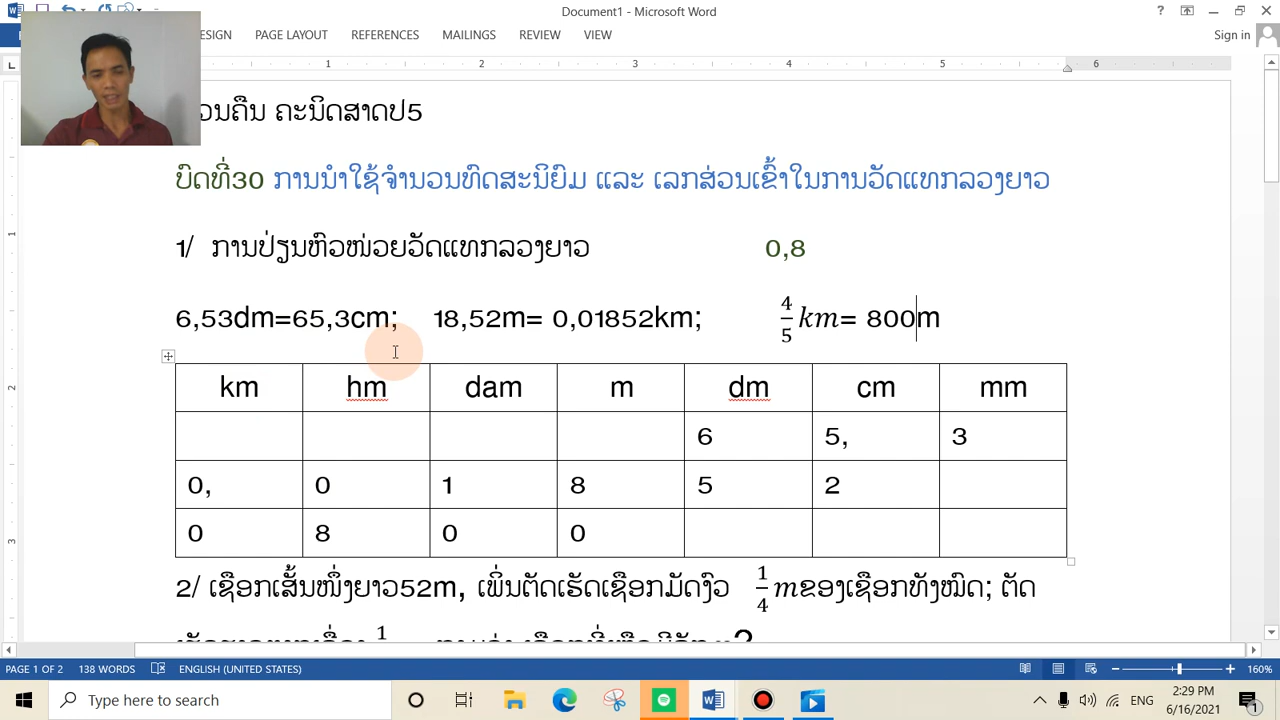 Document1 - Microsoft Word
Sign in
PAGE LAYOUT REFERENCES MAILINGS REVIEW VIEW
1 2 3 4 5 6
ຄືນ ຄະນິດສາດປ5
ບົດທີ່30 ການນໍາໃຊ້ຈໍານວນທົດສະນິຍົມ ແລະ ເລກສ່ວນເຂົ້າໃນການວັດແທກລວງຍາວ
1/ ການປ່ຽນຫົວໜ່ວຍວັດແທກລວງຍາວ 0,8
6,53dm=65,3cm; 18,52m= 0,01852km; 4/5 km= 800m
km hm dam m dm cm mm
6 5, 3
0, 0 1 8 5 2
0 8 0 0
2/ ເຊືອກເສັ້ນໜຶ່ງຍາວ52m, ເພິ່ນຕັດເຮັດເຊືອກມັດງົວ 1/4 mຂອງເຊືອກທັງໝົດ; ຕັດ
PAGE 1 OF 2 138 WORDS ENGLISH (UNITED STATES) 160%
Type here to search
ENG
2:29 PM
6/16/2021